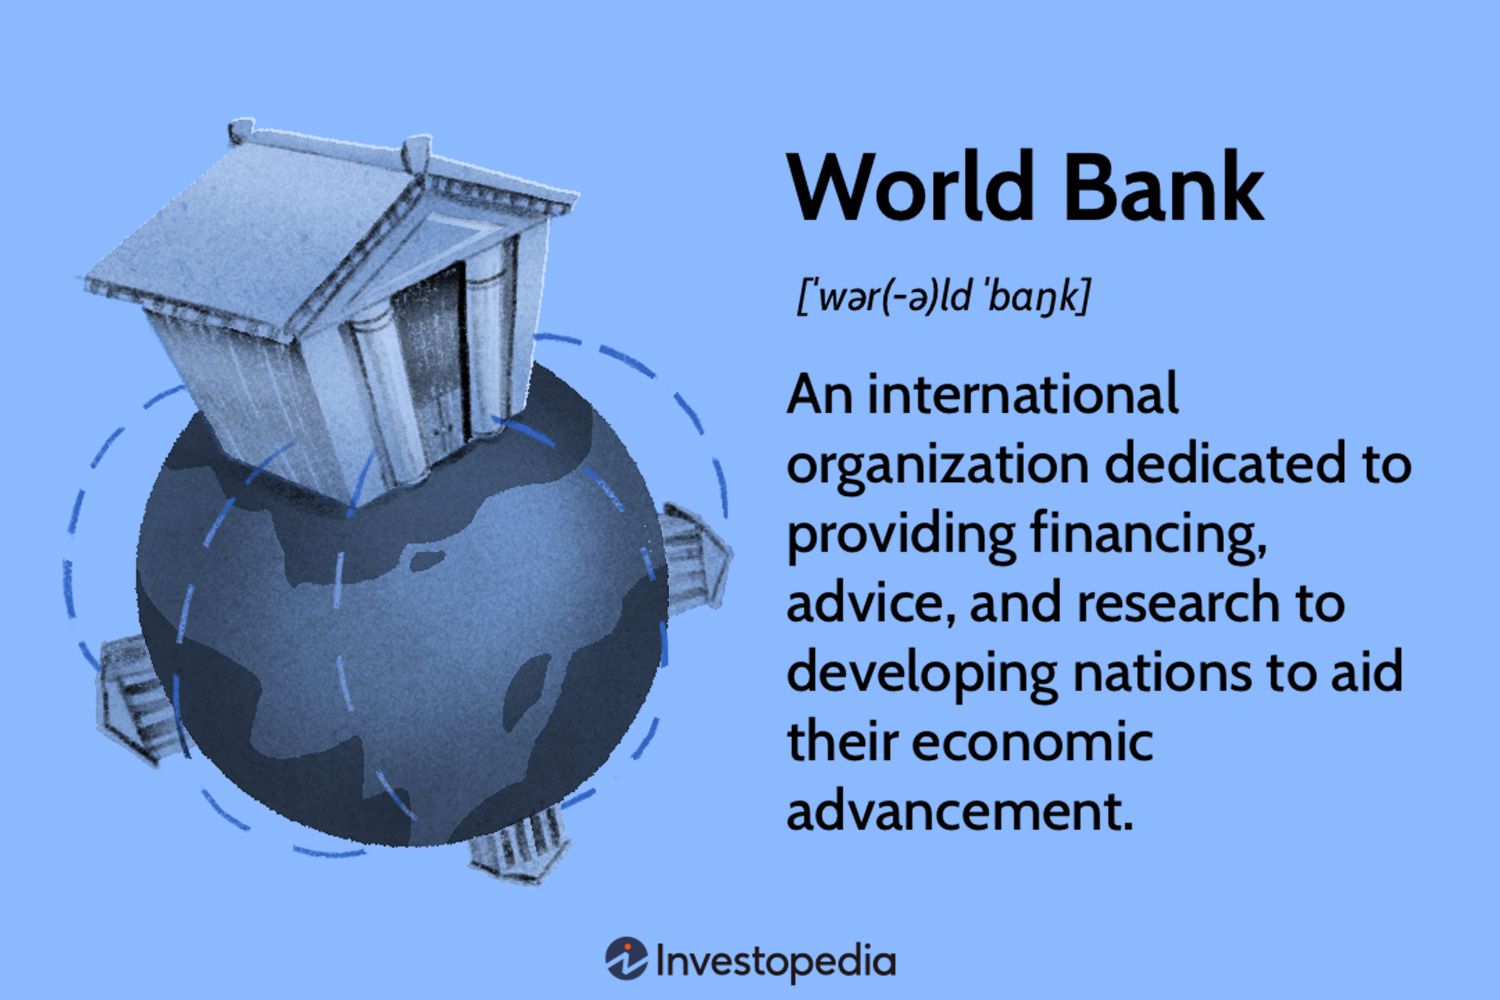 World Bank
[ˈwər(-ə)ld ˈbaŋk]
An international
organization dedicated to
providing financing,
advice, and research to
developing nations to aid
their economic
advancement.
Investopedia